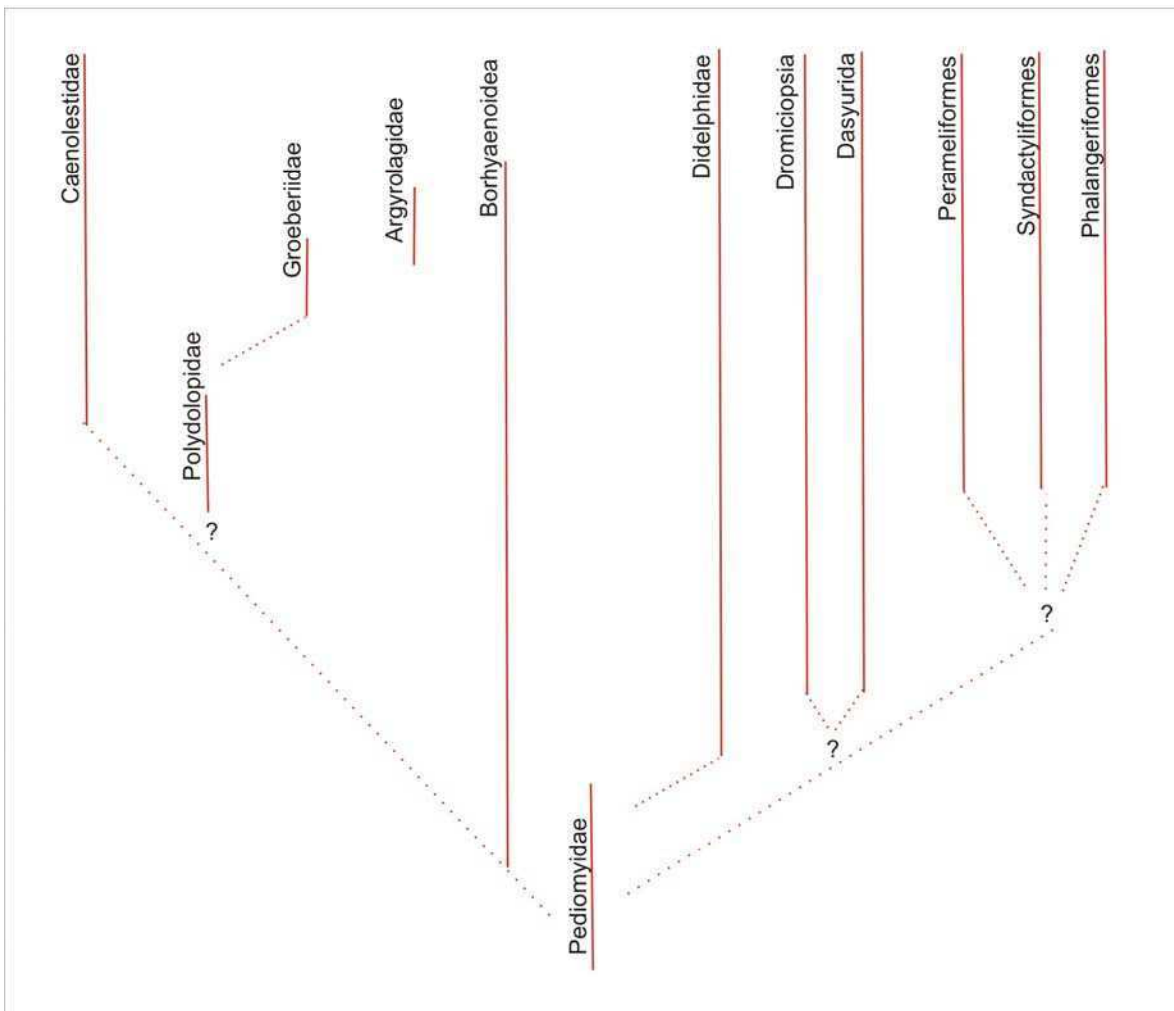 Caenolestidae
Polydolopidae
?
Groeberiidae
Argyrolagidae
Borhyaenoidea
Pediomyidae
Didelphidae
Dromiciopsia
?
Dasyurida
Perameliformes
Syndactyliformes
?
Phalangeriformes